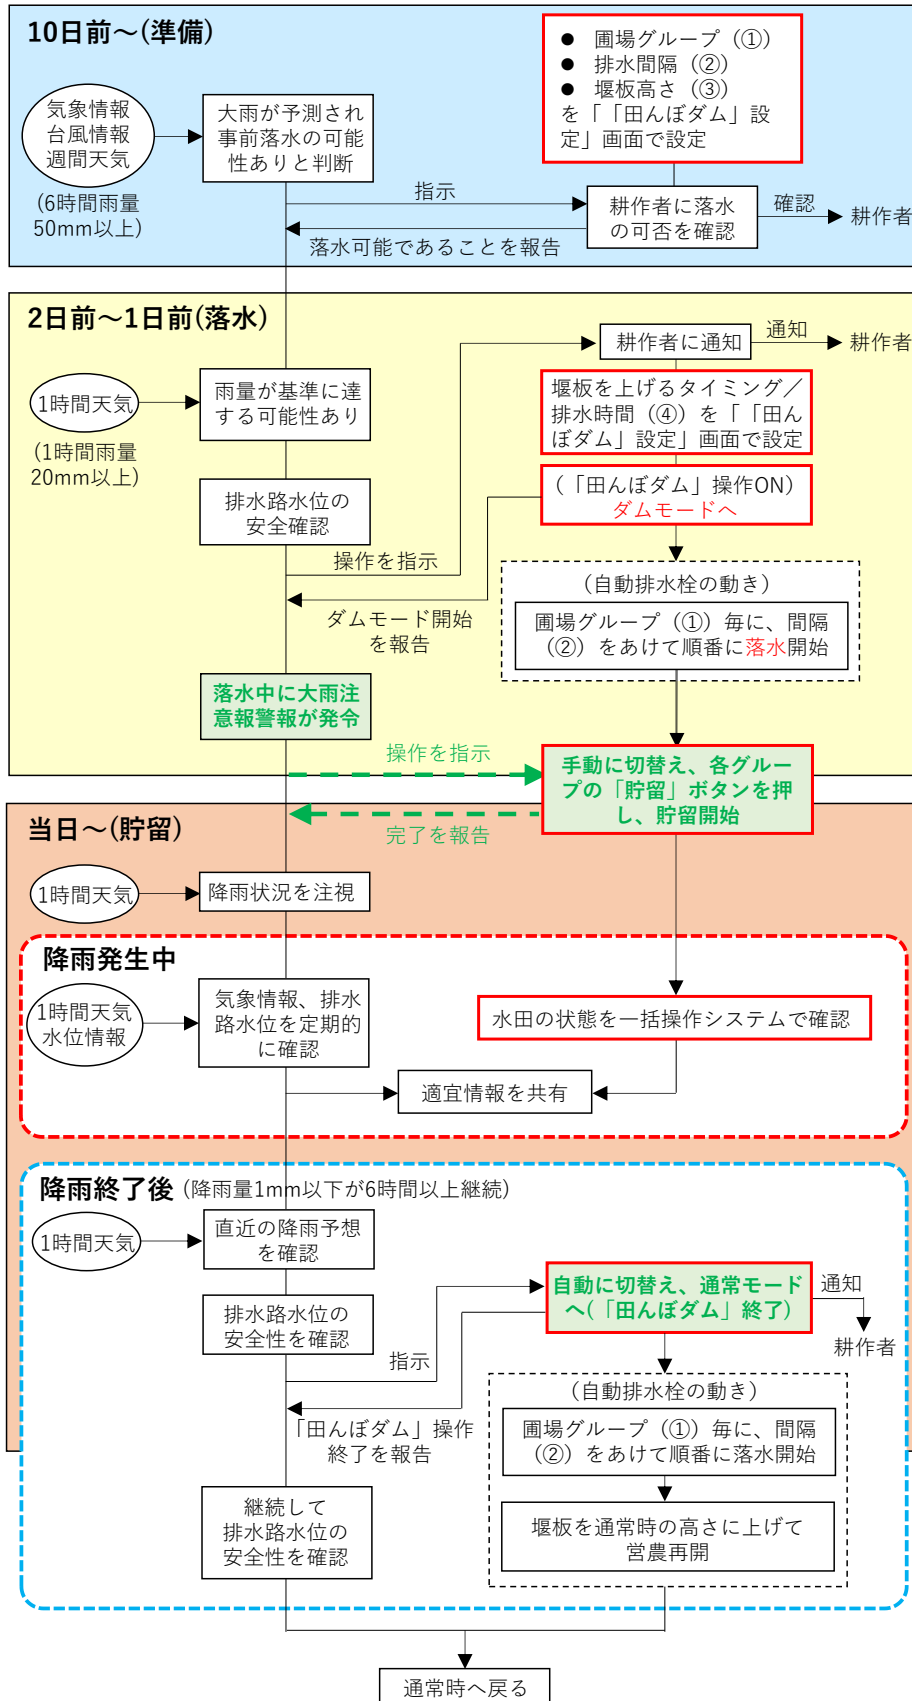 10日前～(準備)
● 圃場グループ（①）
● 排水間隔（②）
● 堰板高さ（③）
を「「田んぼダム」設
定」画面で設定
気象情報
台風情報
週間天気
大雨が予測され
事前落水の可能
性ありと判断
(6時間雨量
50mm以上)
指示
耕作者に落水
の可否を確認
確認
耕作者
落水可能であることを報告
2日前～1日前(落水)
耕作者に通知
通知
耕作者
1時間天気
雨量が基準に達
する可能性あり
(1時間雨量
20mm以上)
堰板を上げるタイミング／
排水時間（④）を「「田ん
ぼダム」設定」画面で設定
排水路水位の
安全確認
(「田んぼダム」操作ON)
ダムモードへ
操作を指示
ダムモード開始
を報告
(自動排水栓の動き)
圃場グループ（①）毎に、間隔
（②）をあけて順番に落水開始
落水中に大雨注
意報警報が発令
操作を指示
手動に切替え、各グルー
プの「貯留」ボタンを押
し、貯留開始
完了を報告
当日～(貯留)
1時間天気
降雨状況を注視
降雨発生中
1時間天気
水位情報
気象情報、排水
路水位を定期的
に確認
水田の状態を一括操作システムで確認
適宜情報を共有
降雨終了後 (降雨量1mm以下が6時間以上継続)
1時間天気
直近の降雨予想
を確認
自動に切替え、通常モード
へ(「田んぼダム」終了)
通知
耕作者
排水路水位の
安全性を確認
指示
「田んぼダム」操作
終了を報告
(自動排水栓の動き)
圃場グループ（①）毎に、間隔
（②）をあけて順番に落水開始
継続して
排水路水位の
安全性を確認
堰板を通常時の高さに上げて
営農再開
通常時へ戻る